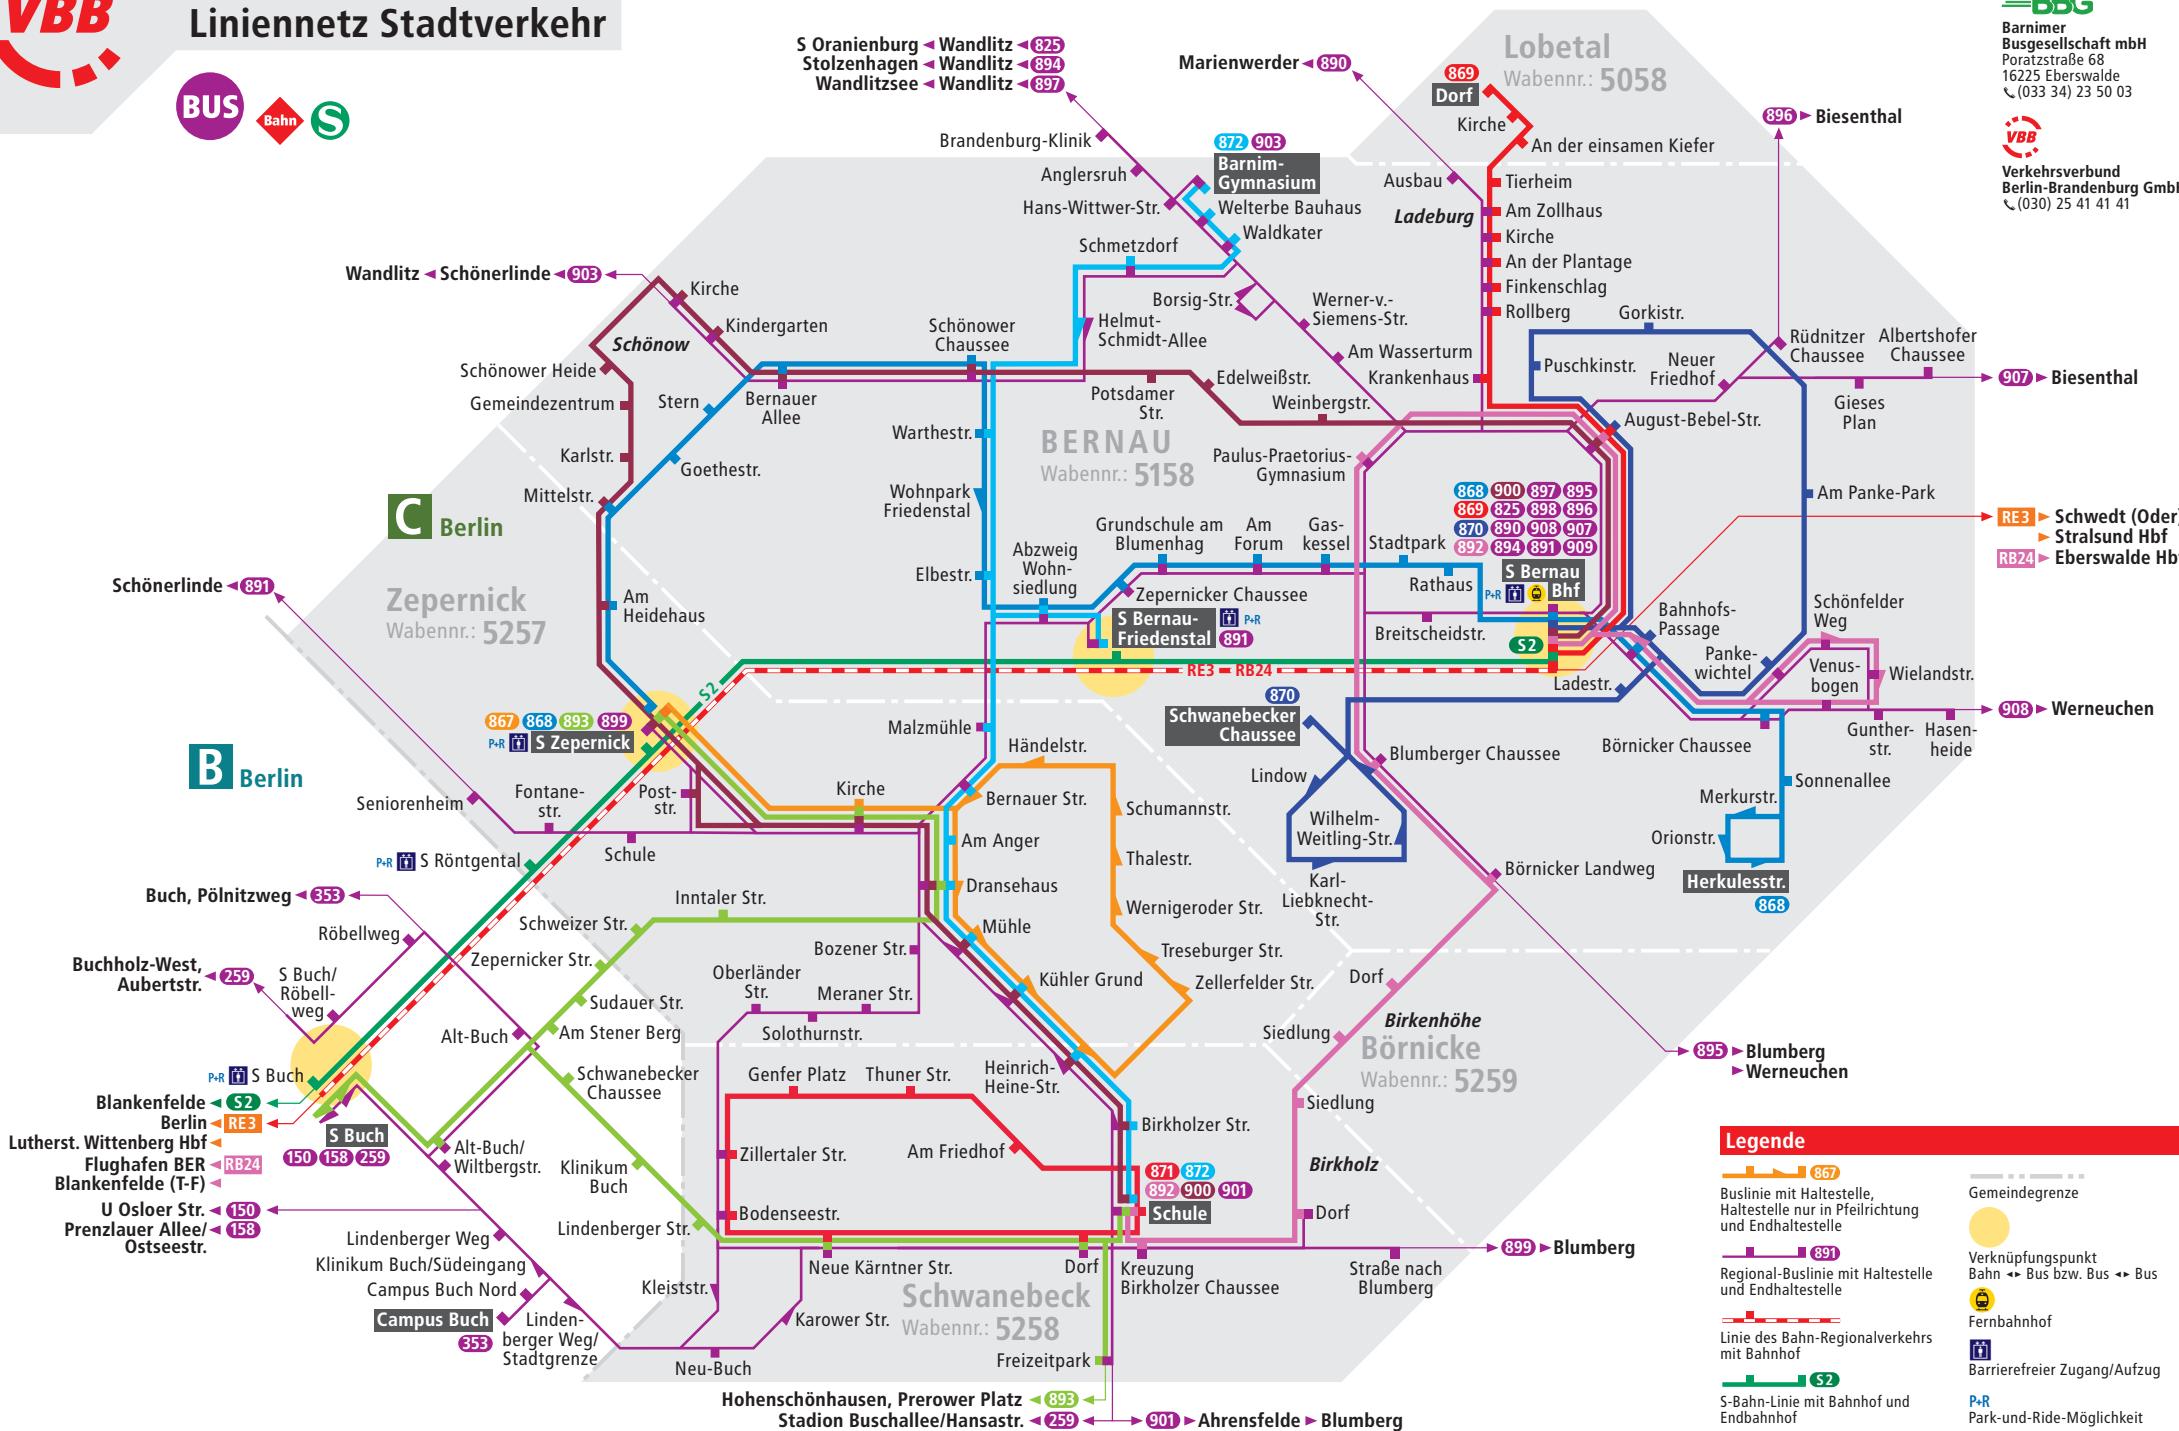 VBB
Liniennetz Stadtverkehr
BUS
Bahn
S
BBG
Barnimer
Busgesellschaft mbH
Poratzstraße 68
16225 Eberswalde
(033 34) 23 50 03
VBB
Verkehrsverbund
Berlin-Brandenburg GmbH
(030) 25 41 41 41
S Oranienburg Wandlitz 825
Stolzenhagen Wandlitz 894
Wandlitzsee Wandlitz 897
Marienwerder 890
Lobetal
Wabennr.: 5058
869
Dorf
Kirche
An der einsamen Kiefer
896 Biesenthal
Brandenburg-Klinik
Anglersruh
Hans-Wittwer-Str.
872 903
Barnim-
Gymnasium
Welterbe Bauhaus
Waldkater
Schmetzdorf
Ausbau
Ladeburg
Tierheim
Am Zollhaus
Kirche
An der Plantage
Finkenschlag
Rollberg
Wandlitz Schönerlinde 903
Kirche
Kindergarten
Schönow
Schönower Heide
Gemeindezentrum
Karlstr.
Mittelstr.
Stern
Goethestr.
Bernauer
Allee
Schönower
Chaussee
Helmut-
Schmidt-Allee
Borsig-Str.
Werner-v.-
Siemens-Str.
Am Wasserturm
Krankenhaus
Potsdamer
Str.
Edelweißstr.
Weinbergstr.
Gorkistr.
Puschkinstr.
Neuer
Friedhof
Rüdnitzer
Chaussee
Albertshofer
Chaussee
907 Biesenthal
Gieses
Plan
August-Bebel-Str.
Warthestr.
BERNAU
Wabennr.: 5158
Paulus-Praetorius-
Gymnasium
Wohnpark
Friedenstal
Am Panke-Park
C Berlin
868 900 897 895
869 825 898 896
870 890 908 907
892 894 891 909
S Bernau
Bhf
P+R
S2
RE3 Schwedt (Oder)
Stralsund Hbf
RB24 Eberswalde Hbf
Grundschule am
Blumenhag
Am
Forum
Gas-
kessel
Stadtpark
Rathaus
Elbestr.
Abzweig
Wohn-
siedlung
Zepernicker Chaussee
S Bernau-
Friedenstal
P+R
891
Breitscheidstr.
Bahnhofs-
Passage
Schönfelder
Weg
Panke-
wichtel
Venus-
bogen
Wielandstr.
Ladestr.
Schönerlinde 891
Zepernick
Wabennr.: 5257
Am
Heidehaus
S2
RE3 RB24
867 868 893 899
P+R S Zepernick
B Berlin
Malzmühle
870
Schwanebecker
Chaussee
Lindow
Wilhelm-
Weitling-Str.
Karl-
Liebknecht-
Str.
Blumberger Chaussee
Börnicker Chaussee
Gunther-
str.
Hasen-
heide
908 Werneuchen
Sonnenallee
Merkurstr.
Orionstr.
Herkulesstr.
868
Börnicker Landweg
Seniorenheim
Fontane-
str.
Post-
str.
Schule
Kirche
P+R S Röntgental
Händelstr.
Bernauer Str.
Schumannstr.
Am Anger
Thalestr.
Dransehaus
Wernigeroder Str.
Mühle
Treseburger Str.
Kühler Grund
Zellerfelder Str.
Buch, Pölnitzweg 353
Röbellweg
Buchholz-West,
Aubertstr. 259
S Buch/
Röbell-
weg
Inntaler Str.
Schweizer Str.
Zepernicker Str.
Sudauer Str.
Am Stener Berg
Alt-Buch
Schwanebecker
Chaussee
Bozener Str.
Oberländer
Str.
Meraner Str.
Solothurnstr.
Dorf
Siedlung
Birkenhöhe
Börnicke
Wabennr.: 5259
Siedlung
Birkholz
Dorf
895 Blumberg
Werneuchen
P+R S Buch
Blankenfelde S2
Berlin RE3
Lutherst. Wittenberg Hbf
Flughafen BER RB24
Blankenfelde (T-F)
U Osloer Str. 150
Prenzlauer Allee/
Ostseestr. 158
S Buch
150 158 259
Alt-Buch/
Wiltbergstr.
Klinikum
Buch
Lindenberger Str.
Lindenberger Weg
Klinikum Buch/Südeingang
Campus Buch Nord
Campus Buch
353
Linden-
berger Weg/
Stadtgrenze
Genfer Platz
Thuner Str.
Heinrich-
Heine-Str.
Birkholzer Str.
Zillertaler Str.
Am Friedhof
Bodenseestr.
871 872
892 900 901
Schule
Neue Kärntner Str.
Dorf
Kreuzung
Birkholzer Chaussee
Straße nach
Blumberg
899 Blumberg
Kleiststr.
Karower Str.
Neu-Buch
Schwanebeck
Wabennr.: 5258
Freizeitpark
Hohenschönhausen, Prerower Platz 893
Stadion Buschallee/Hansastr. 259
901 Ahrensfelde Blumberg
Legende
867
Buslinie mit Haltestelle,
Haltestelle nur in Pfeilrichtung
und Endhaltestelle
891
Regional-Buslinie mit Haltestelle
und Endhaltestelle
Linie des Bahn-Regionalverkehrs
mit Bahnhof
S2
S-Bahn-Linie mit Bahnhof und
Endbahnhof
Gemeindegrenze
Verknüpfungspunkt
Bahn ◂▸ Bus bzw. Bus ◂▸ Bus
Fernbahnhof
Barrierefreier Zugang/Aufzug
P+R
Park-und-Ride-Möglichkeit